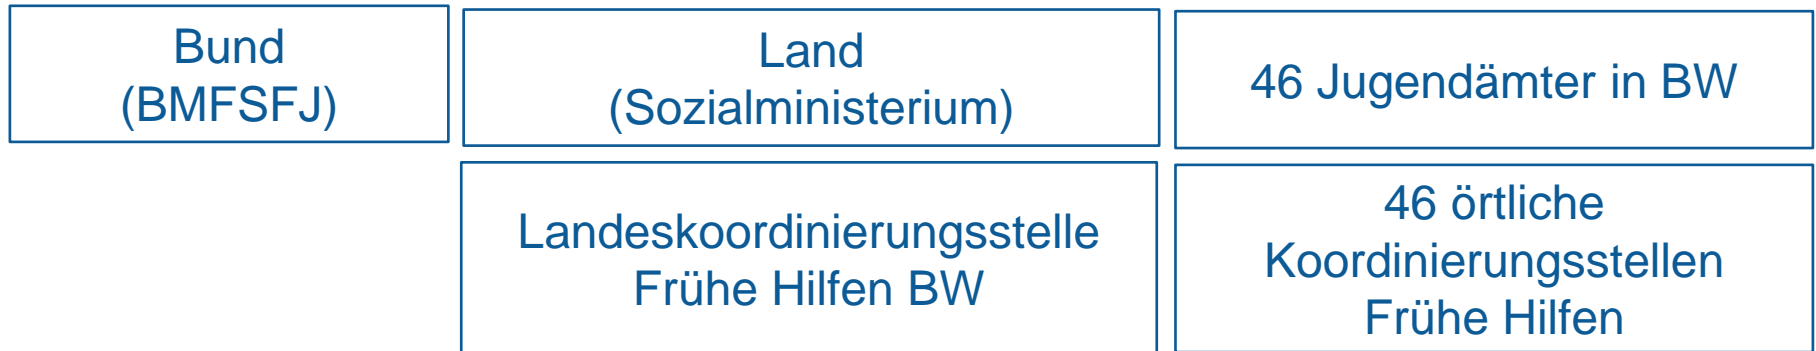 Bund
(BMFSFJ)
Land
(Sozialministerium)
46 Jugendämter in BW
Landeskoordinierungsstelle
Frühe Hilfen BW
46 örtliche
Koordinierungsstellen
Frühe Hilfen